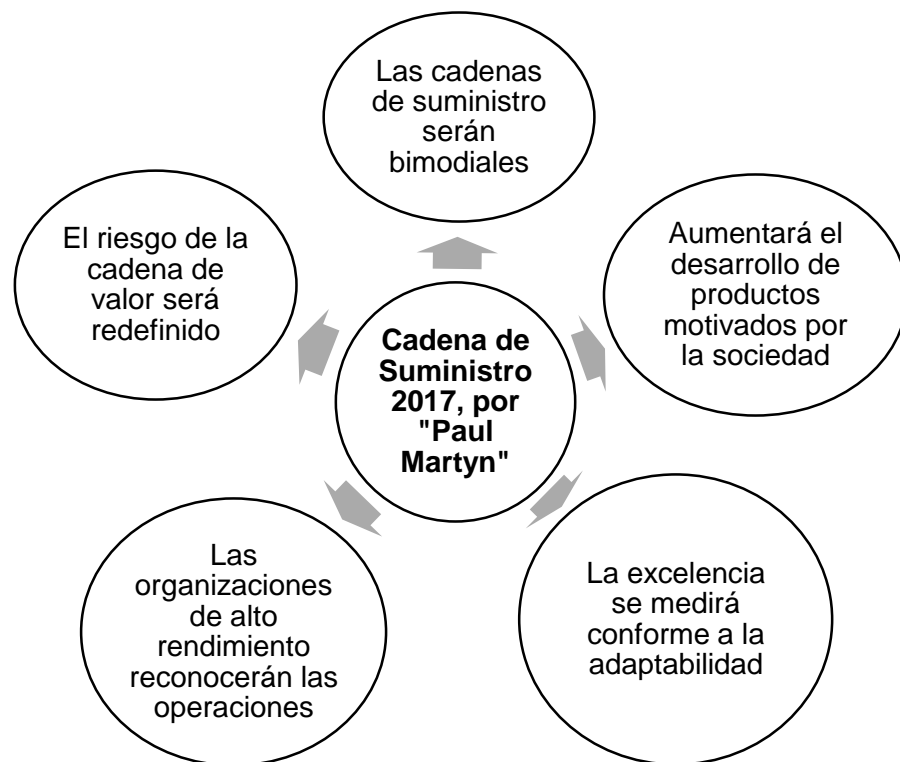 Las cadenas
de suministro
serán
bimodiales
Aumentará el
desarrollo de
productos
motivados por
la sociedad
La excelencia
se medirá
conforme a la
adaptabilidad
Las
organizaciones
de alto
rendimiento
reconocerán las
operaciones
El riesgo de la
cadena de
valor será
redefinido
Cadena de
Suministro
2017, por
"Paul
Martyn"